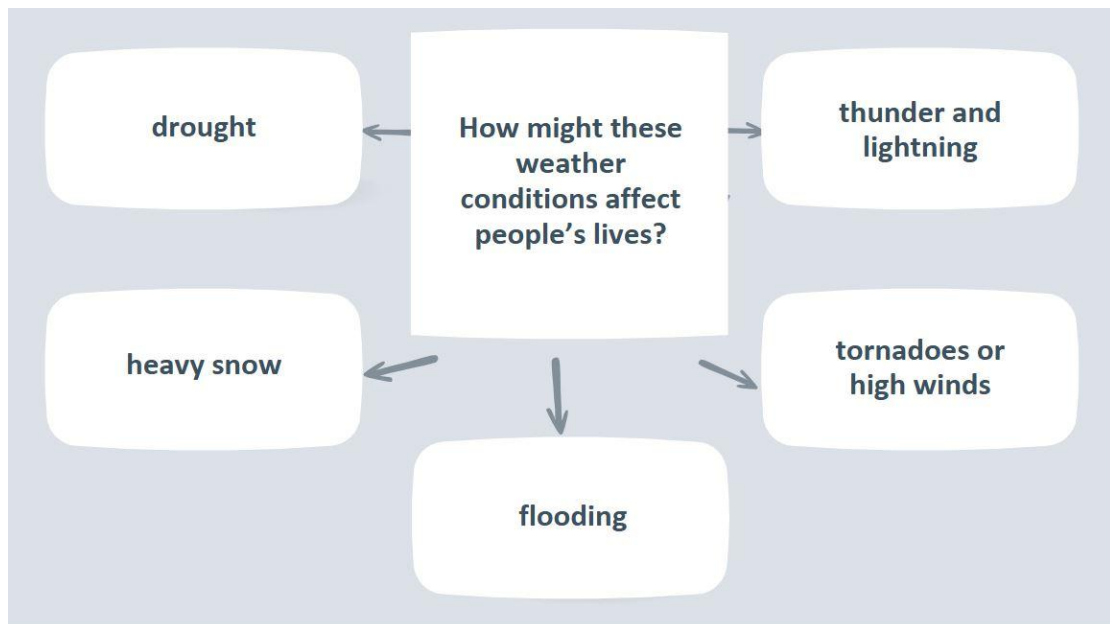 drought
How might these
weather
conditions affect
people's lives?
thunder and
lightning
heavy snow
tornadoes or
high winds
flooding